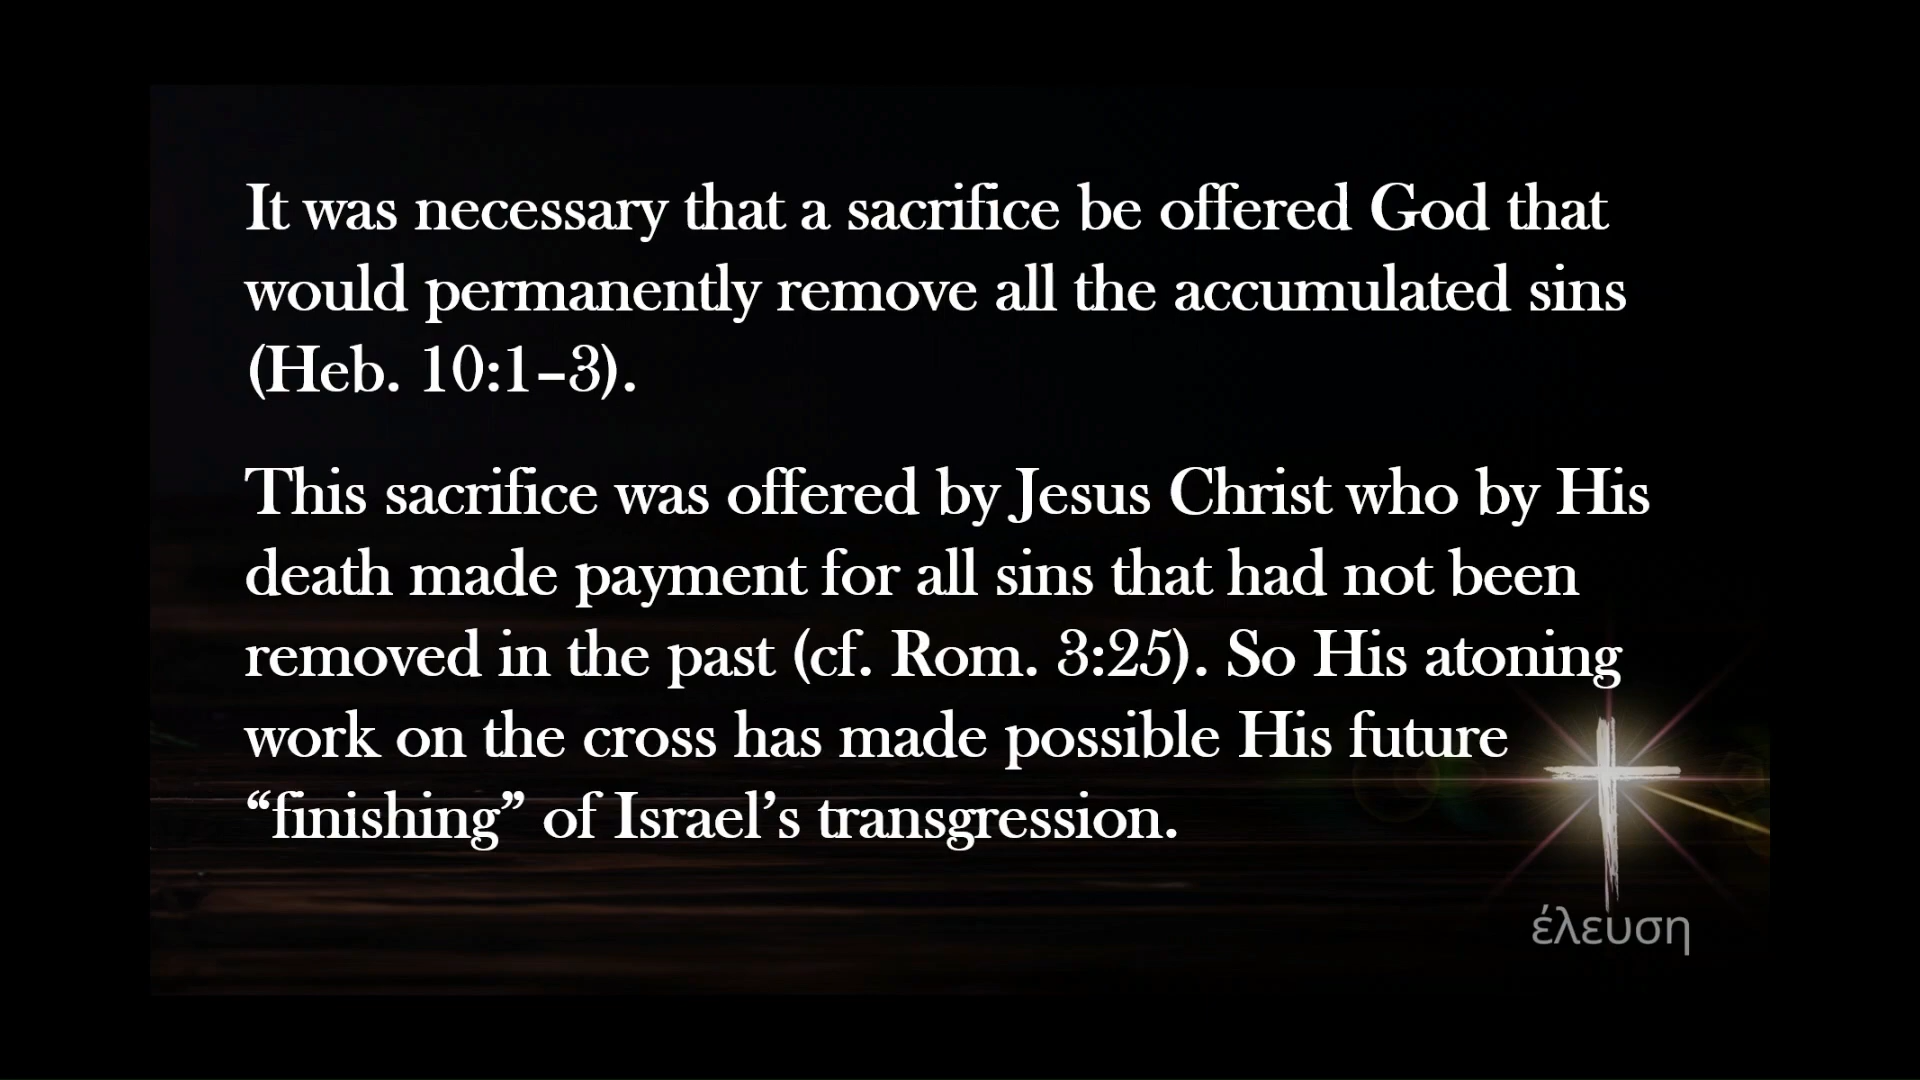 It was necessary that a sacrifice be offered God that
would permanently remove all the accumulated sins
(Heb. 10:1–3).
This sacrifice was offered by Jesus Christ who by His
death made payment for all sins that had not been
removed in the past (cf. Rom. 3:25). So His atoning
work on the cross has made possible His future
“finishing” of Israel’s transgression.
έλευση